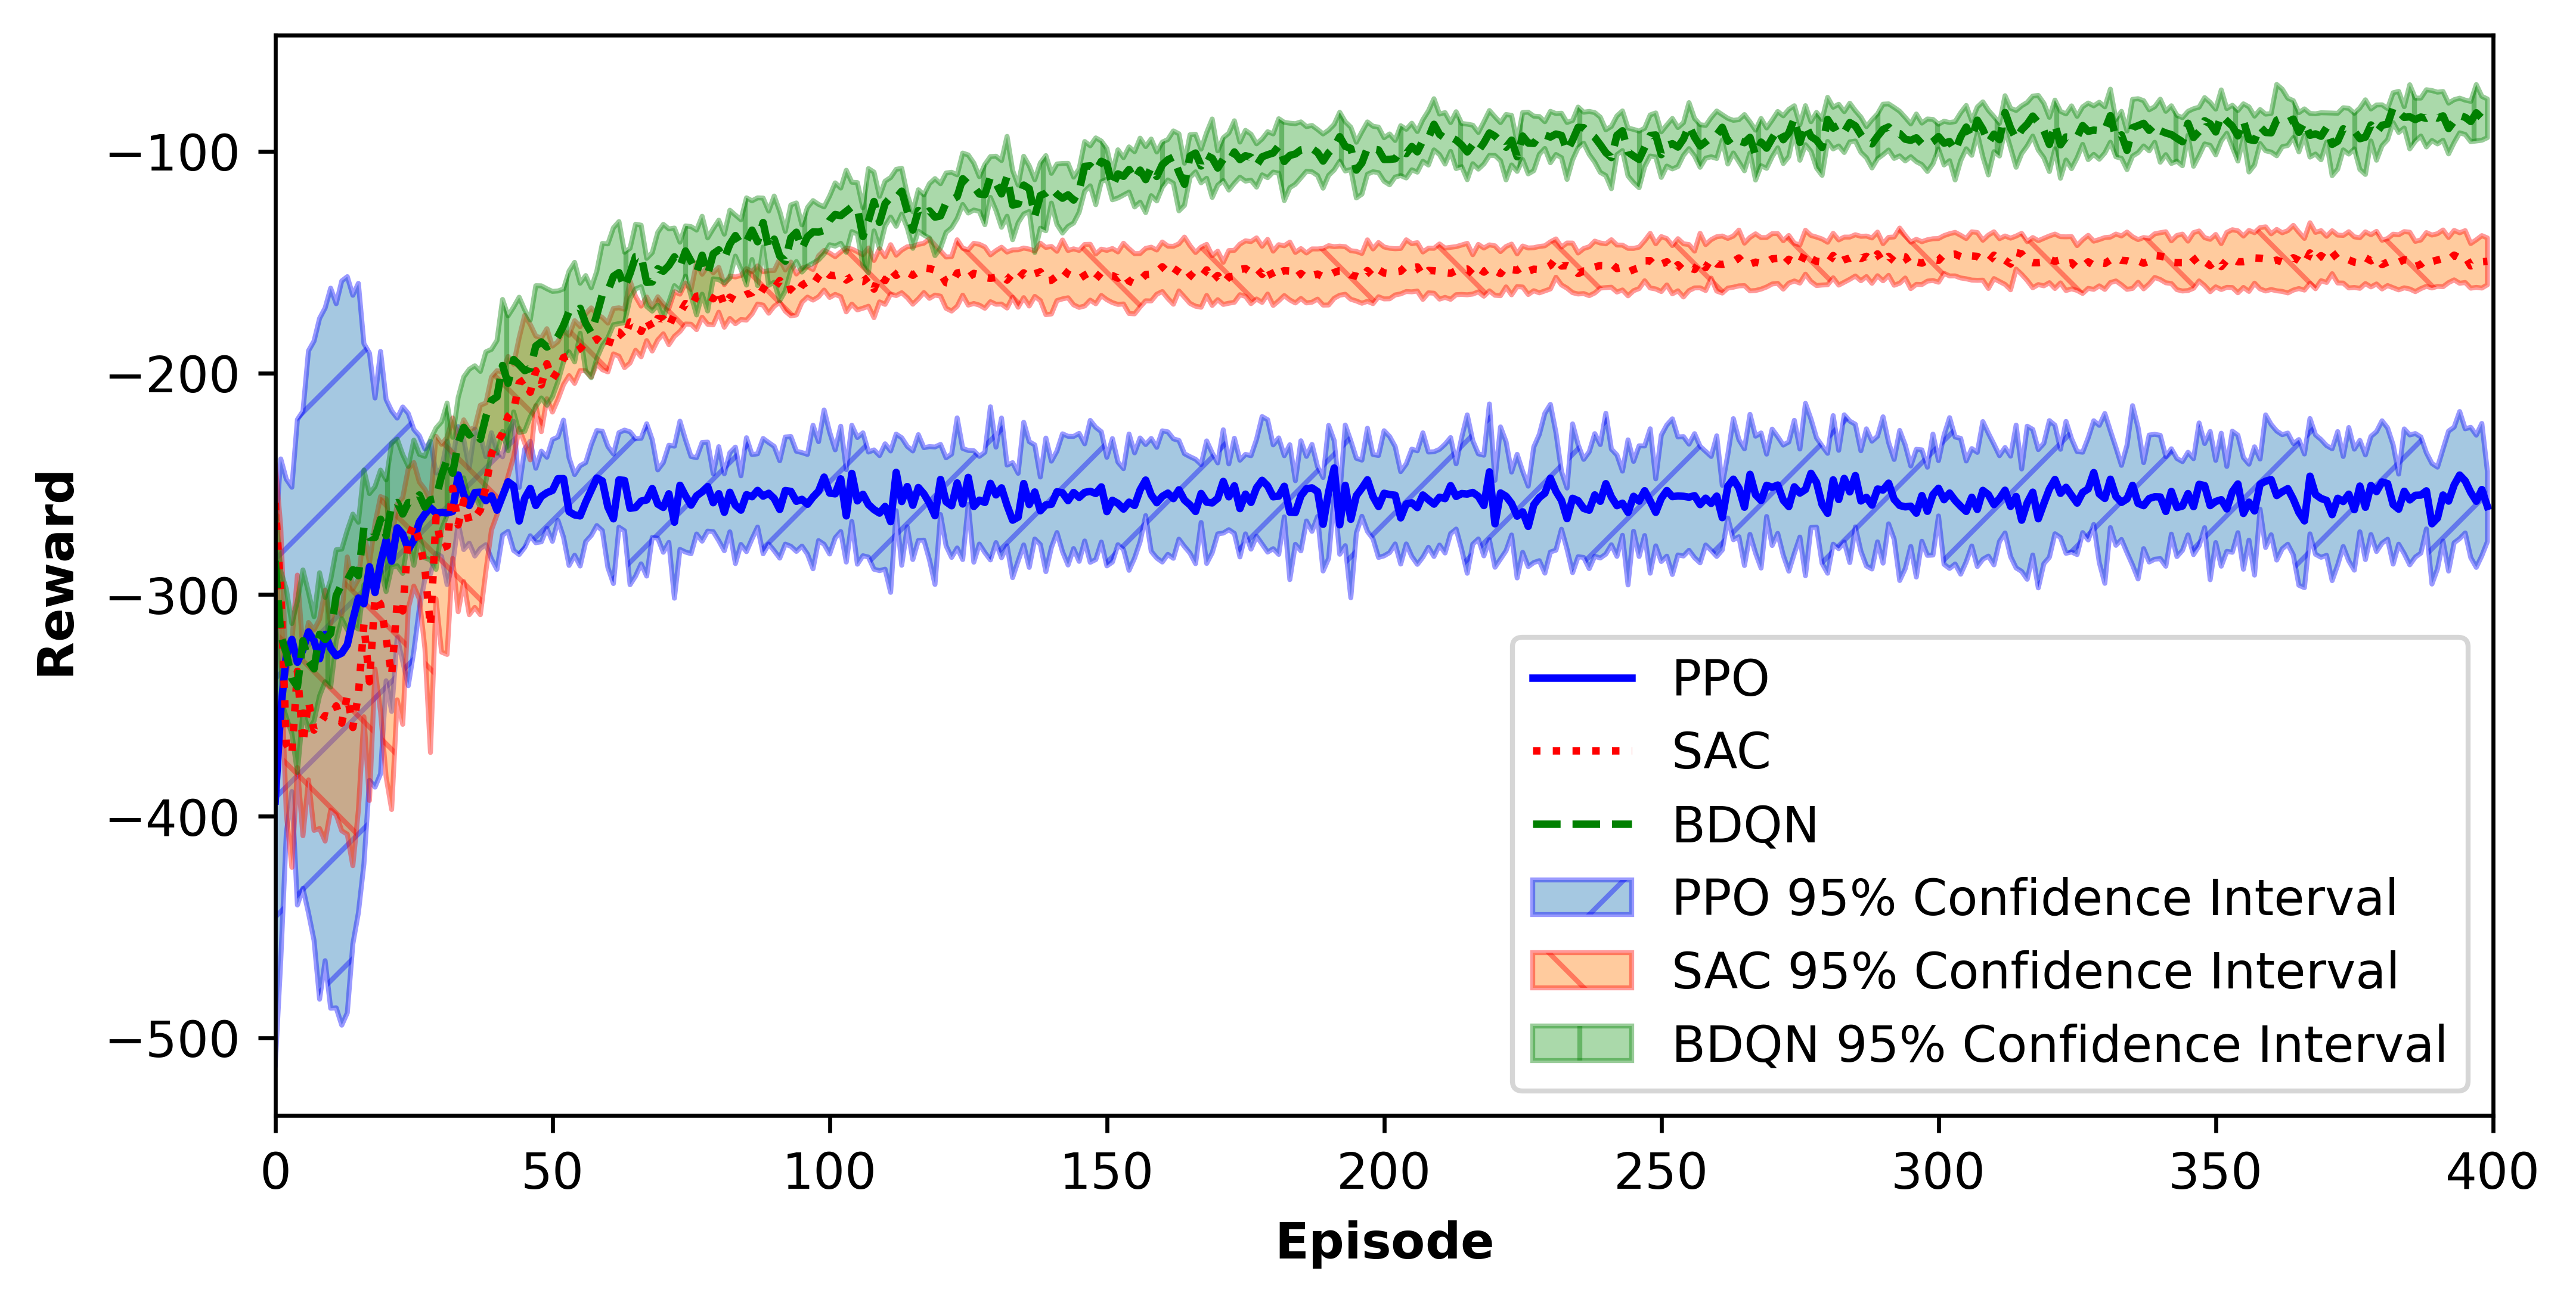 −100
−200
−300
−400
−500
Reward
0 50 100 150 200 250 300 350 400
Episode
PPO
SAC
BDQN
PPO 95% Confidence Interval
SAC 95% Confidence Interval
BDQN 95% Confidence Interval